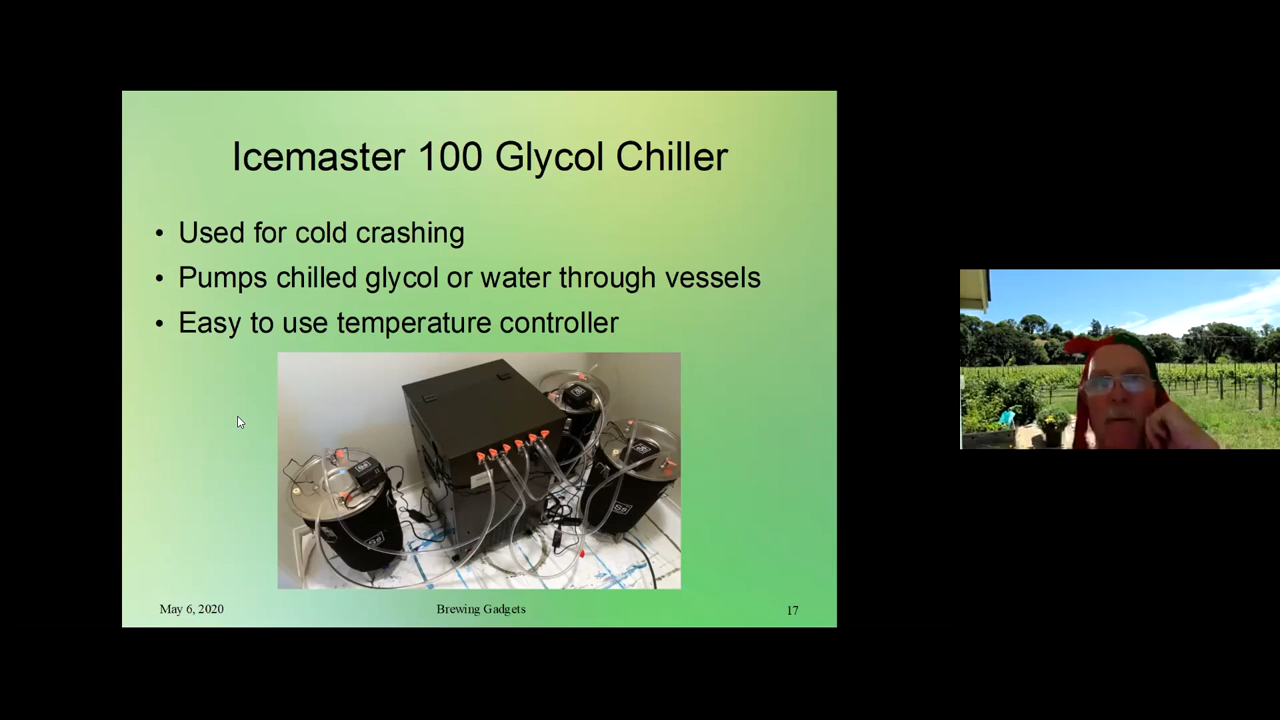 Icemaster 100 Glycol Chiller
• Used for cold crashing
• Pumps chilled glycol or water through vessels
• Easy to use temperature controller
May 6, 2020
Brewing Gadgets
17